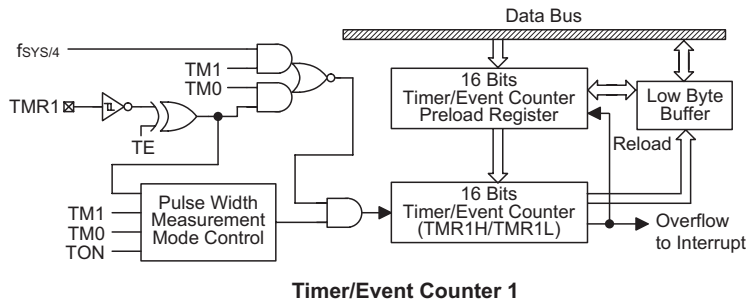 Data Bus
fSYS/4
TM1
TM0
TMR1
TE
16 Bits
Timer/Event Counter
Preload Register
Low Byte
Buffer
Reload
TM1
TM0
TON
Pulse Width
Measurement
Mode Control
16 Bits
Timer/Event Counter
(TMR1H/TMR1L)
Overflow
to Interrupt
Timer/Event Counter 1